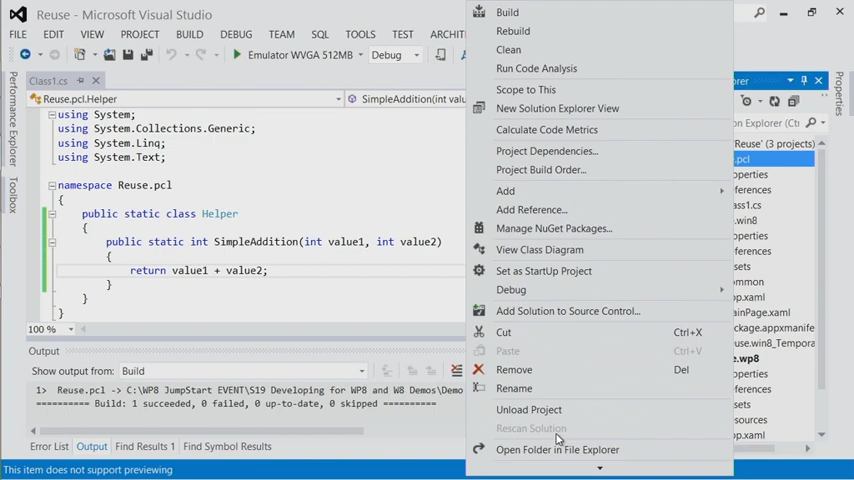 Reuse - Microsoft Visual Studio
FILE EDIT VIEW PROJECT BUILD DEBUG TEAM SQL TOOLS TEST
Emulator WVGA 512MB Debug
Class1.cs
Reuse.pcl.Helper
SimpleAddition(int
using System;
using System.Collections.Generic;
using System.Linq;
using System.Text;
namespace Reuse.pcl
{
public static class Helper
{
public static int SimpleAddition(int value1, int value2)
{
return value1 + value2;
}
}
}
100 %
Output
Show output from: Build
1> Reuse.pcl -> C:\WP8 JumpStart EVENT\S19 Developing for WP8 and W8 Demos\Demo
========== Build: 1 succeeded, 0 failed, 0 up-to-date, 0 skipped ==========
Error List Output Find Results 1 Find Symbol Results
This item does not support previewing
Performance Explorer
Toolbox
Build
Rebuild
Clean
Run Code Analysis
Scope to This
New Solution Explorer View
Calculate Code Metrics
Project Dependencies...
Project Build Order...
Add
Add Reference...
Manage NuGet Packages...
View Class Diagram
Set as StartUp Project
Debug
Add Solution to Source Control...
Cut Ctrl+X
Paste Ctrl+V
Remove Del
Rename
Unload Project
Rescan Solution
Open Folder in File Explorer
Reuse' (3 projects)
.pcl
operties
eferences
ass1.cs
e.win8
operties
eferences
sets
ommon
pp.xaml
ainPage.xaml
ackage.appxmanife
euse.win8_Tempora
e.wp8
operties
eferences
sets
Properties